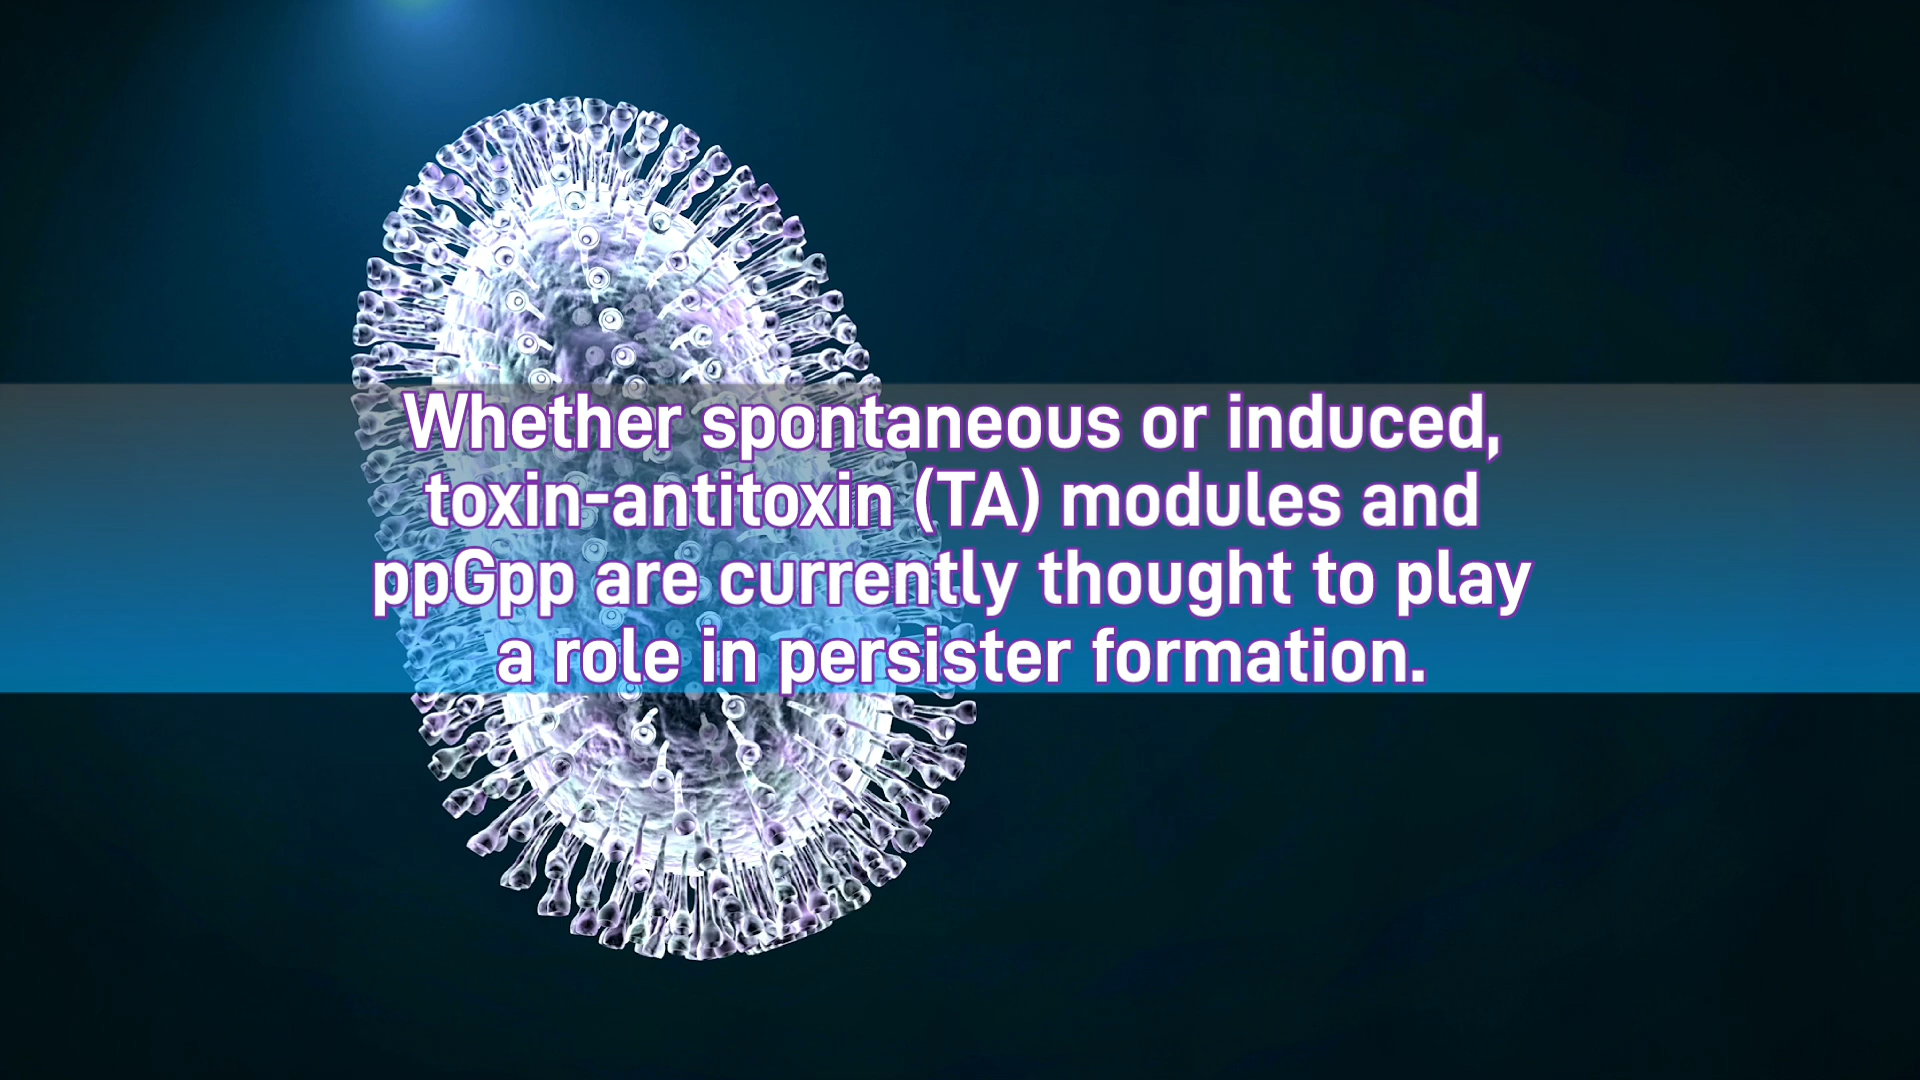 Whether spontaneous or induced,
toxin-antitoxin (TA) modules and
ppGpp are currently thought to play
a role in persister formation.